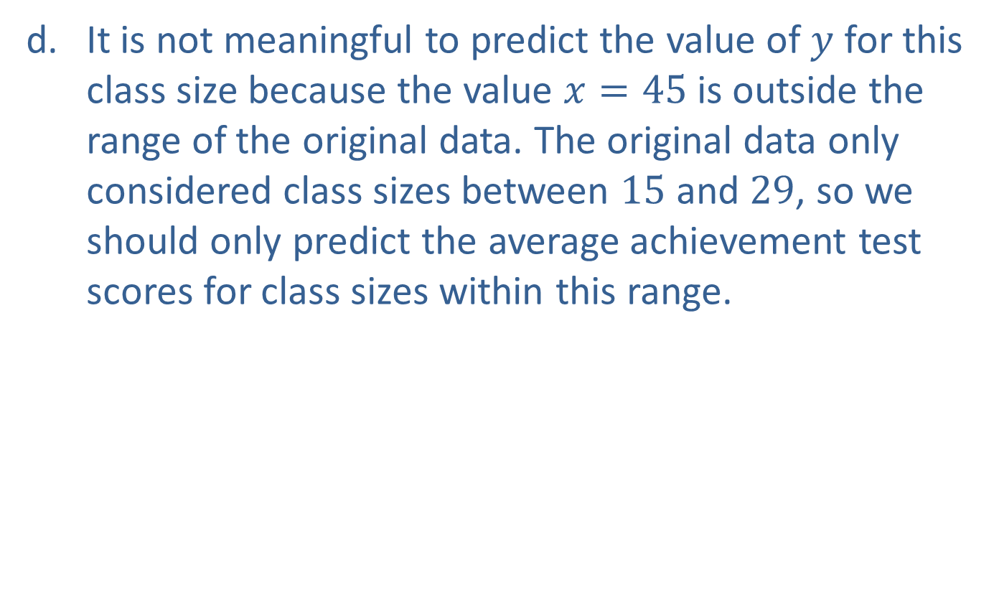 d. It is not meaningful to predict the value of y for this
class size because the value x = 45 is outside the
range of the original data. The original data only
considered class sizes between 15 and 29, so we
should only predict the average achievement test
scores for class sizes within this range.